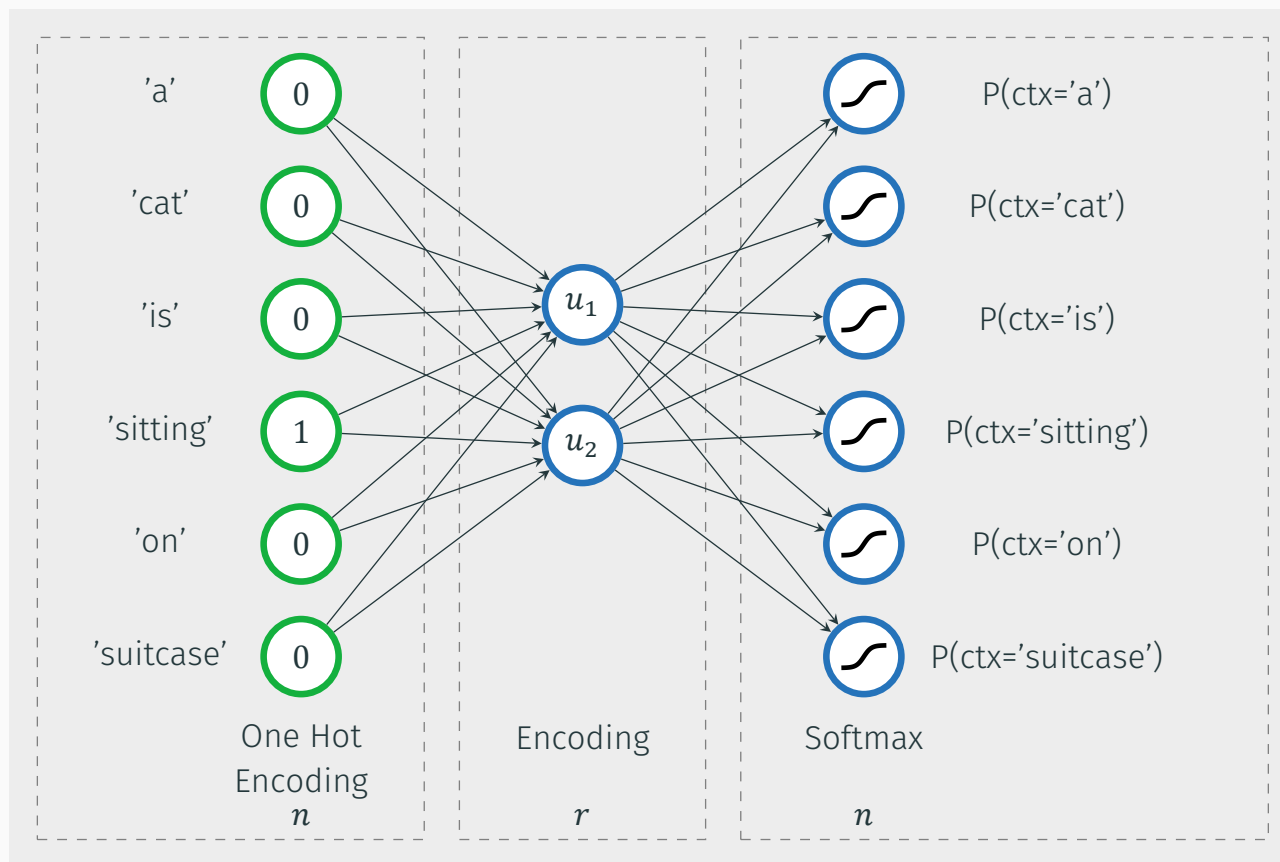 ’a’ 0 P(ctx=’a’)
’cat’ 0 P(ctx=’cat’)
u₁
’is’ 0 P(ctx=’is’)
’sitting’ 1 P(ctx=’sitting’)
u₂
’on’ 0 P(ctx=’on’)
’suitcase’ 0 P(ctx=’suitcase’)
One Hot
Encoding
n
Encoding
r
Softmax
n